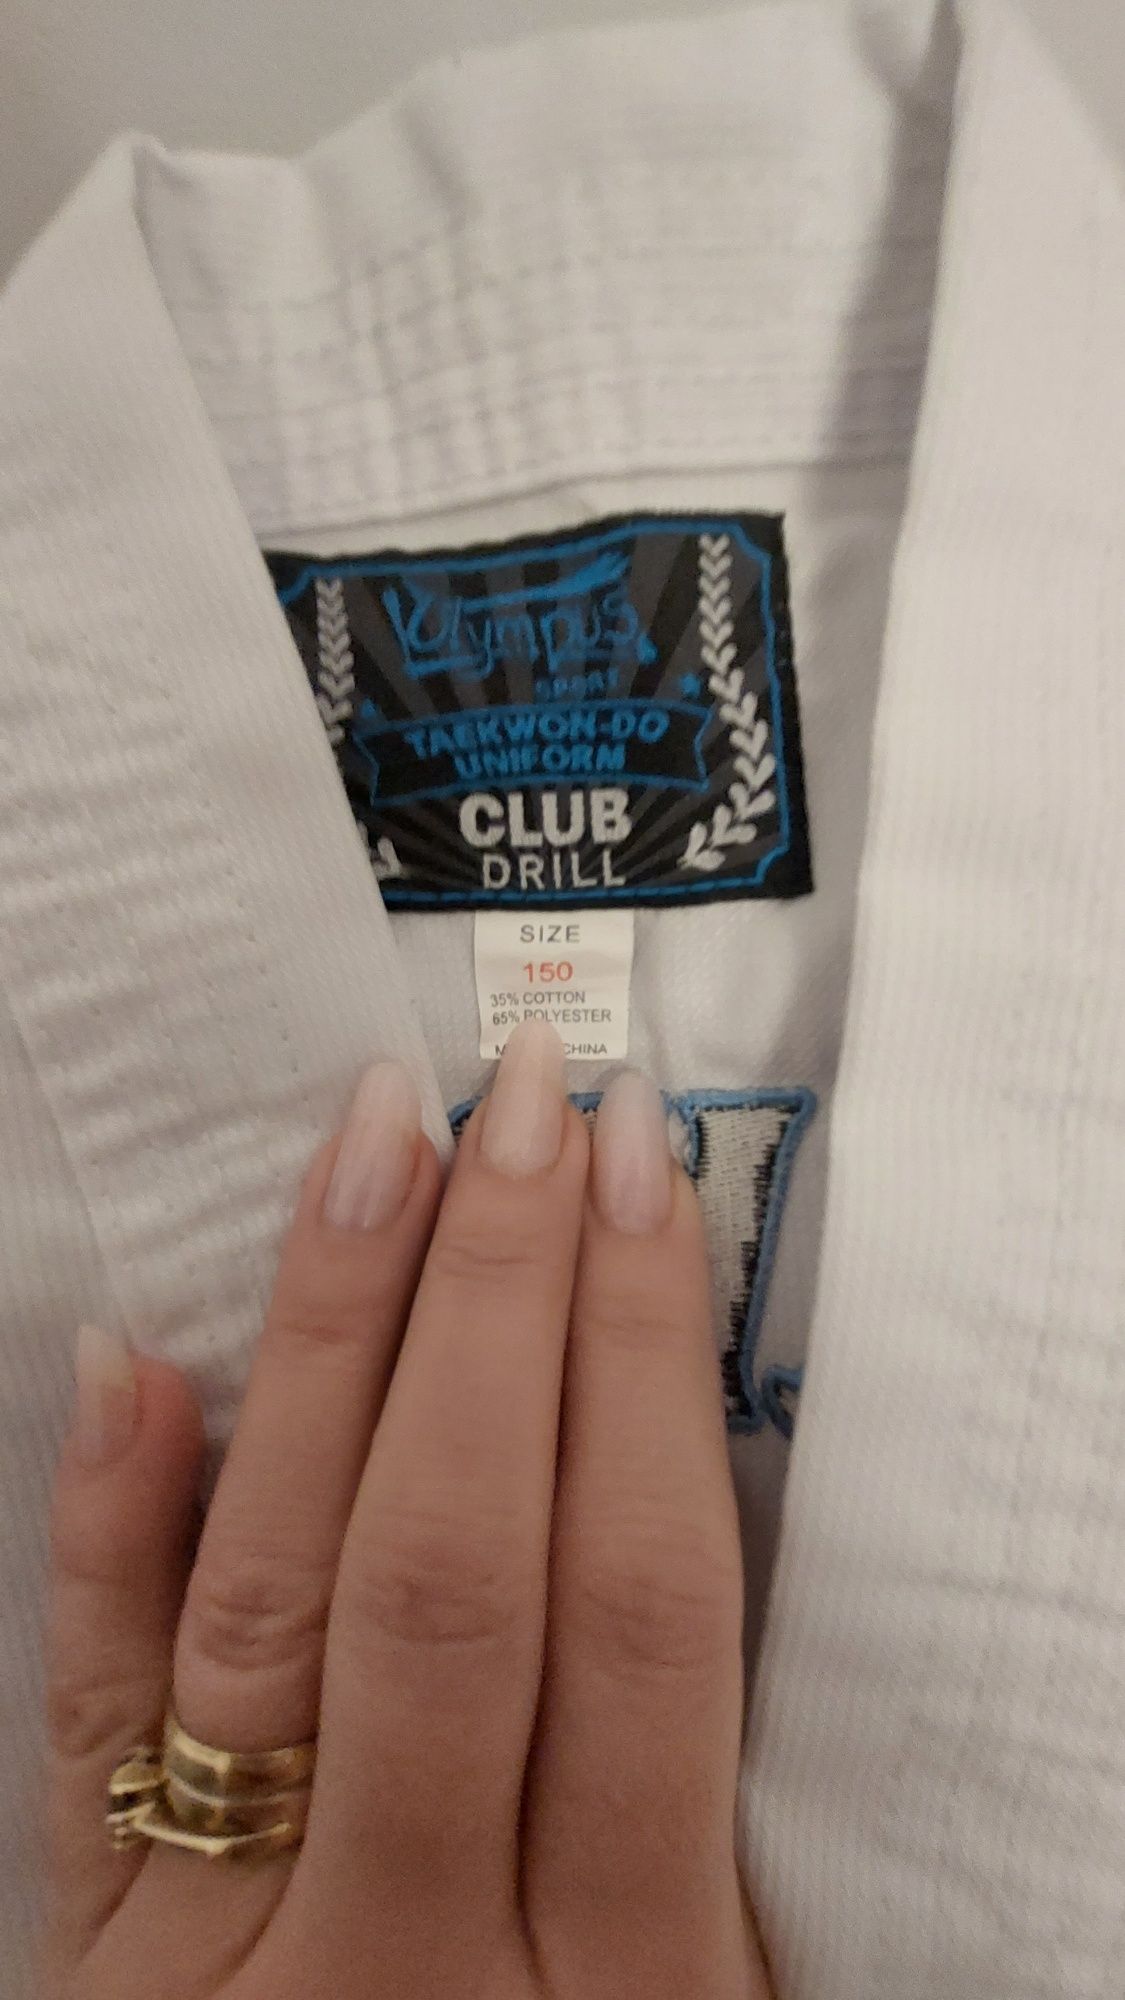 Olympus
SPORT
TAEKWON-DO
UNIFORM
CLUB
DRILL
SIZE
150
35% COTTON
65% POLYESTER
CHINA